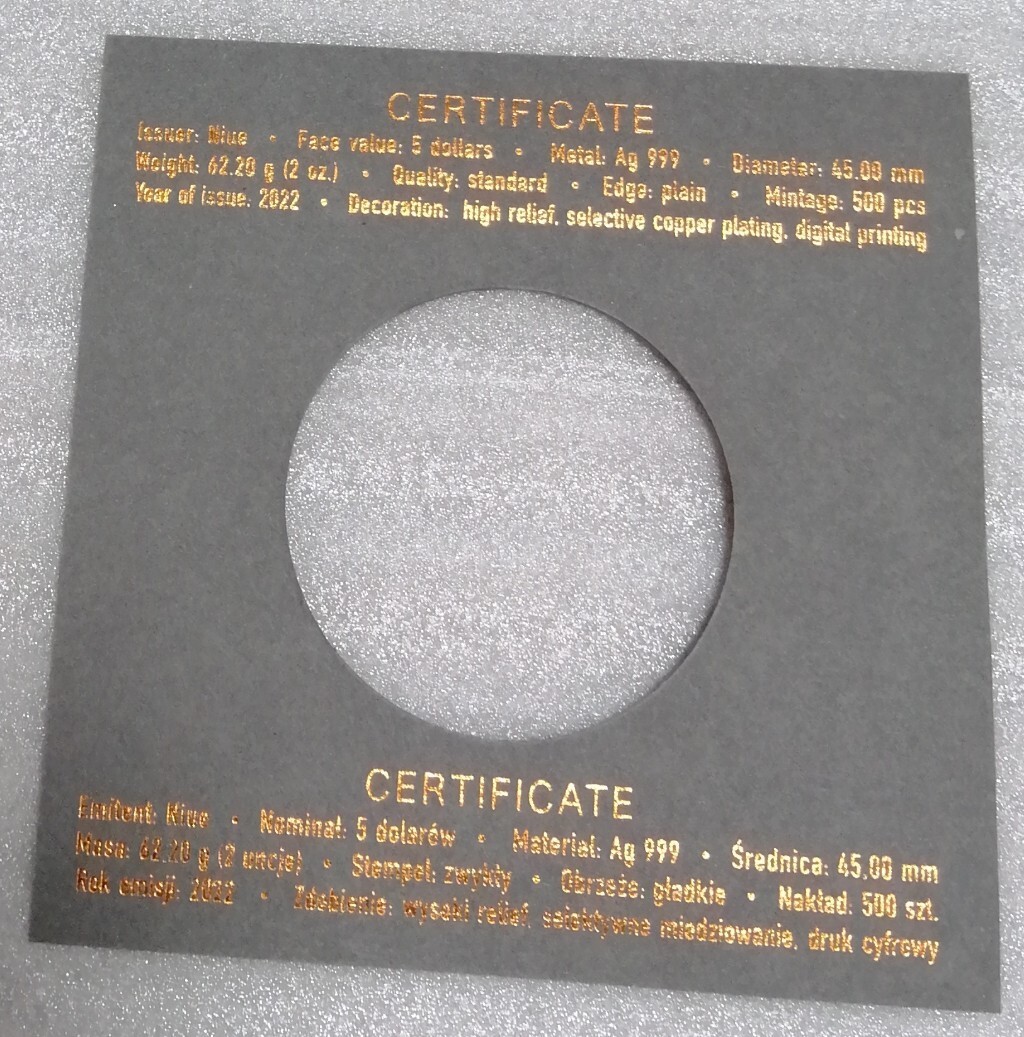 CERTIFICATE
Issuer: Niue • Face value: 5 dollars • Metal: Ag 999 • Diameter: 45.00 mm
Weight: 62.20 g (2 oz.) • Quality: standard • Edge: plain • Mintage: 500 pcs
Year of issue: 2022 • Decoration: high relief, selective copper plating, digital printing
CERTIFICATE
Emitent: Niue • Nominał: 5 dolarów • Materiał: Ag 999 • Średnica: 45,00 mm
Masa: 62.20 g (2 uncje) • Stempel: zwykły • Obrzeże: gładkie • Nakład: 500 szt.
Rok emisji: 2022 • Zdobienie: wysoki relief, selektywne miedziowanie, druk cyfrowy